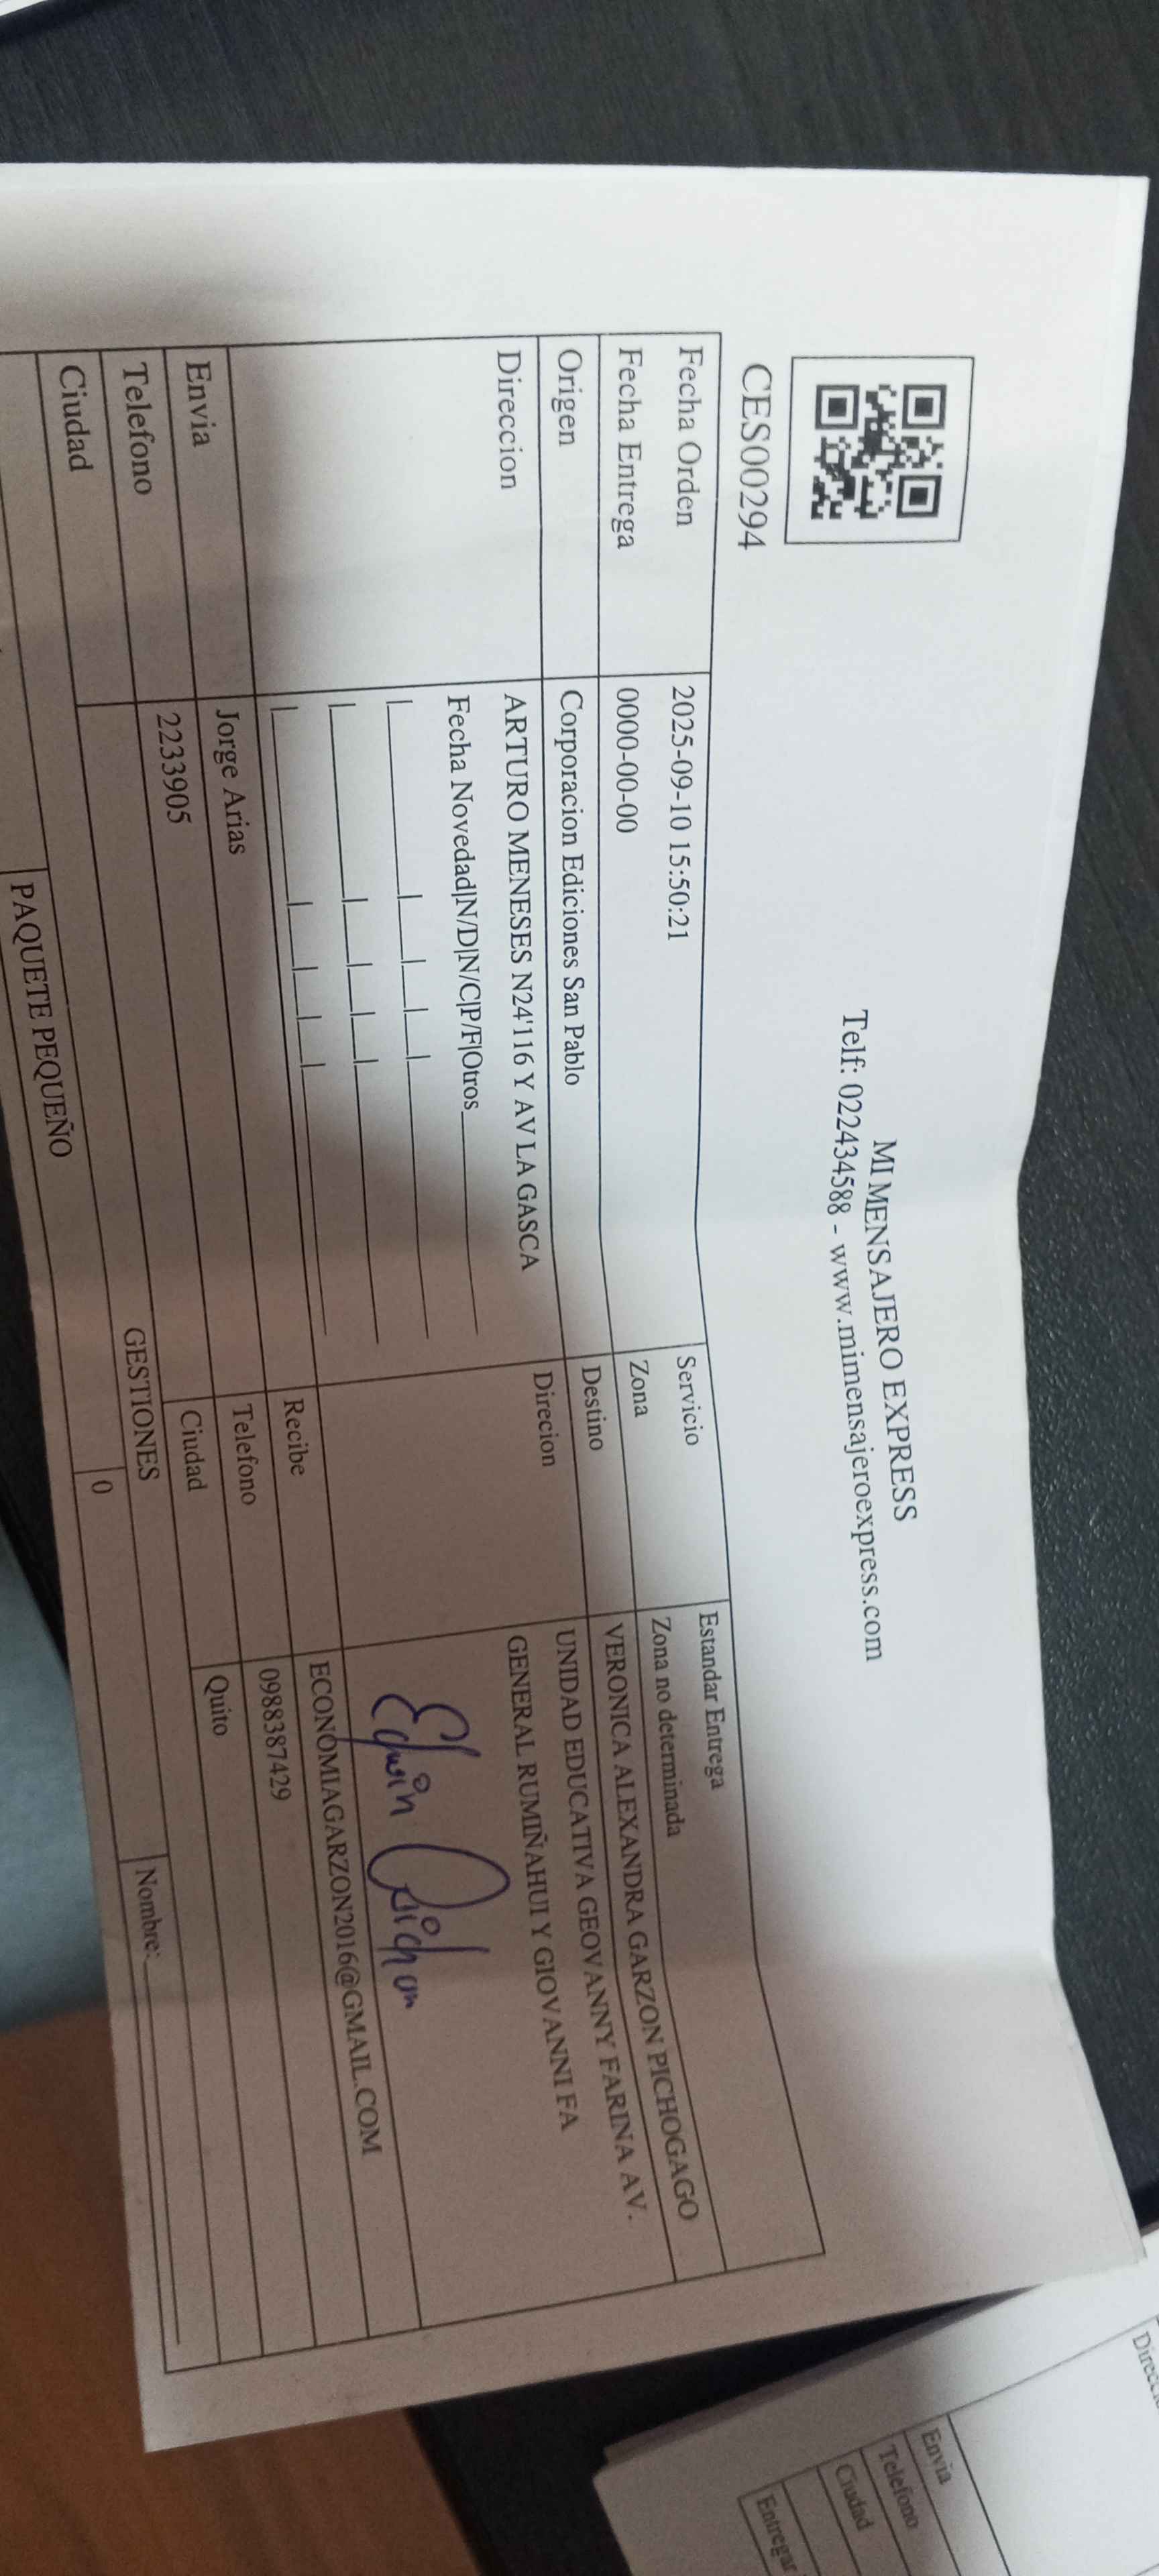 MI MENSAJERO EXPRESS
Telf: 022434588 - www.mimensajeroexpress.com
CES00294
Fecha Orden 2025-09-10 15:50:21 Servicio Estandar Entrega
Fecha Entrega 0000-00-00 Zona Zona no determinada
Origen Corporacion Ediciones San Pablo Destino VERONICA ALEXANDRA GARZON PICHOGAGO
Direccion ARTURO MENESES N24'116 Y AV LA GASCA Direcion UNIDAD EDUCATIVA GEOVANNY FARINA AV.
GENERAL RUMIÑAHUI Y GIOVANNI FA
Fecha Novedad|N/D|N/C|P/F|Otros
Edwin
Envia Jorge Arias Recibe ECONOMIAGARZON2016@GMAIL.COM
Telefono 2233905 Telefono 0988387429
Ciudad Ciudad Quito
GESTIONES
PAQUETE PEQUEÑO 0 Nombre:
Envia
Telefono
Ciudad
Entregar